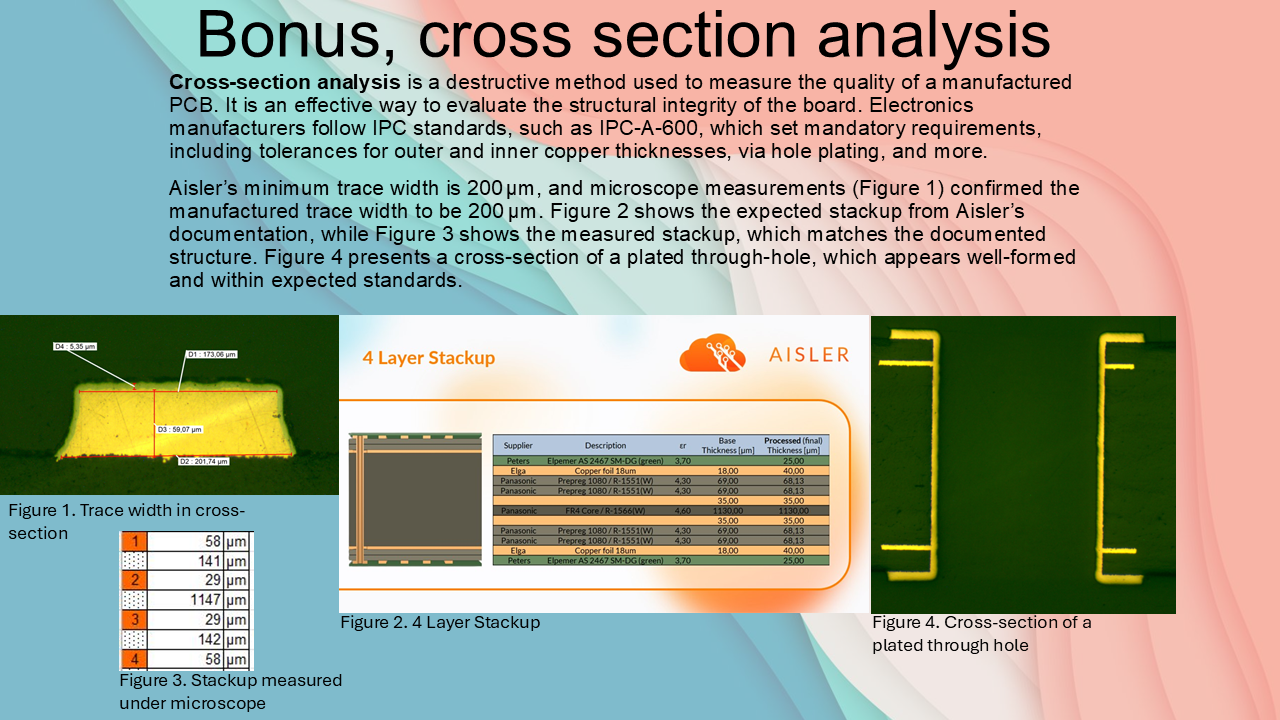 Bonus, cross section analysis
Cross-section analysis is a destructive method used to measure the quality of a manufactured
PCB. It is an effective way to evaluate the structural integrity of the board. Electronics
manufacturers follow IPC standards, such as IPC-A-600, which set mandatory requirements,
including tolerances for outer and inner copper thicknesses, via hole plating, and more.
Aisler's minimum trace width is 200 µm, and microscope measurements (Figure 1) confirmed the
manufactured trace width to be 200 µm. Figure 2 shows the expected stackup from Aisler's
documentation, while Figure 3 shows the measured stackup, which matches the documented
structure. Figure 4 presents a cross-section of a plated through-hole, which appears well-formed
and within expected standards.
D4 : 5,35 µm
D1 : 173,06 µm
D3 : 59,07 µm
D2 : 201,74 µm
Figure 1. Trace width in cross-
section
1 58 µm
141 µm
2 29 µm
1147 µm
3 29 µm
142 µm
4 58 µm
Figure 3. Stackup measured
under microscope
4 Layer Stackup
AISLER
Supplier Description εr Base Thickness [µm] Processed (final) Thickness [µm]
Peters Elpemer AS 2467 SM-DG (green) 3,70 25,00
Elga Copper foil 18um 18,00 40,00
Panasonic Prepreg 1080 / R-1551(W) 4,30 69,00 68,13
Panasonic Prepreg 1080 / R-1551(W) 4,30 69,00 68,13
35,00 35,00
Panasonic FR4 Core / R-1566(W) 4,60 1130,00 1130,00
35,00 35,00
Panasonic Prepreg 1080 / R-1551(W) 4,30 69,00 68,13
Panasonic Prepreg 1080 / R-1551(W) 4,30 69,00 68,13
Elga Copper foil 18um 18,00 40,00
Peters Elpemer AS 2467 SM-DG (green) 3,70 25,00
Figure 2. 4 Layer Stackup
Figure 4. Cross-section of a
plated through hole